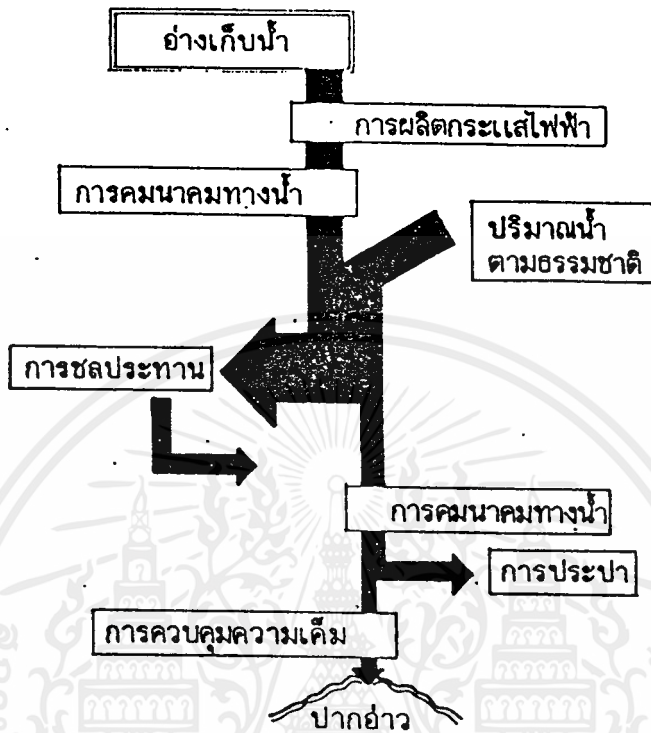 อ่างเก็บน้ำ
การผลิตกระแสไฟฟ้า
การคมนาคมทางน้ำ
ปริมาณน้ำ
ตามธรรมชาติ
การชลประทาน
การคมนาคมทางน้ำ
การประปา
การควบคุมความเค็ม
ปากอ่าว